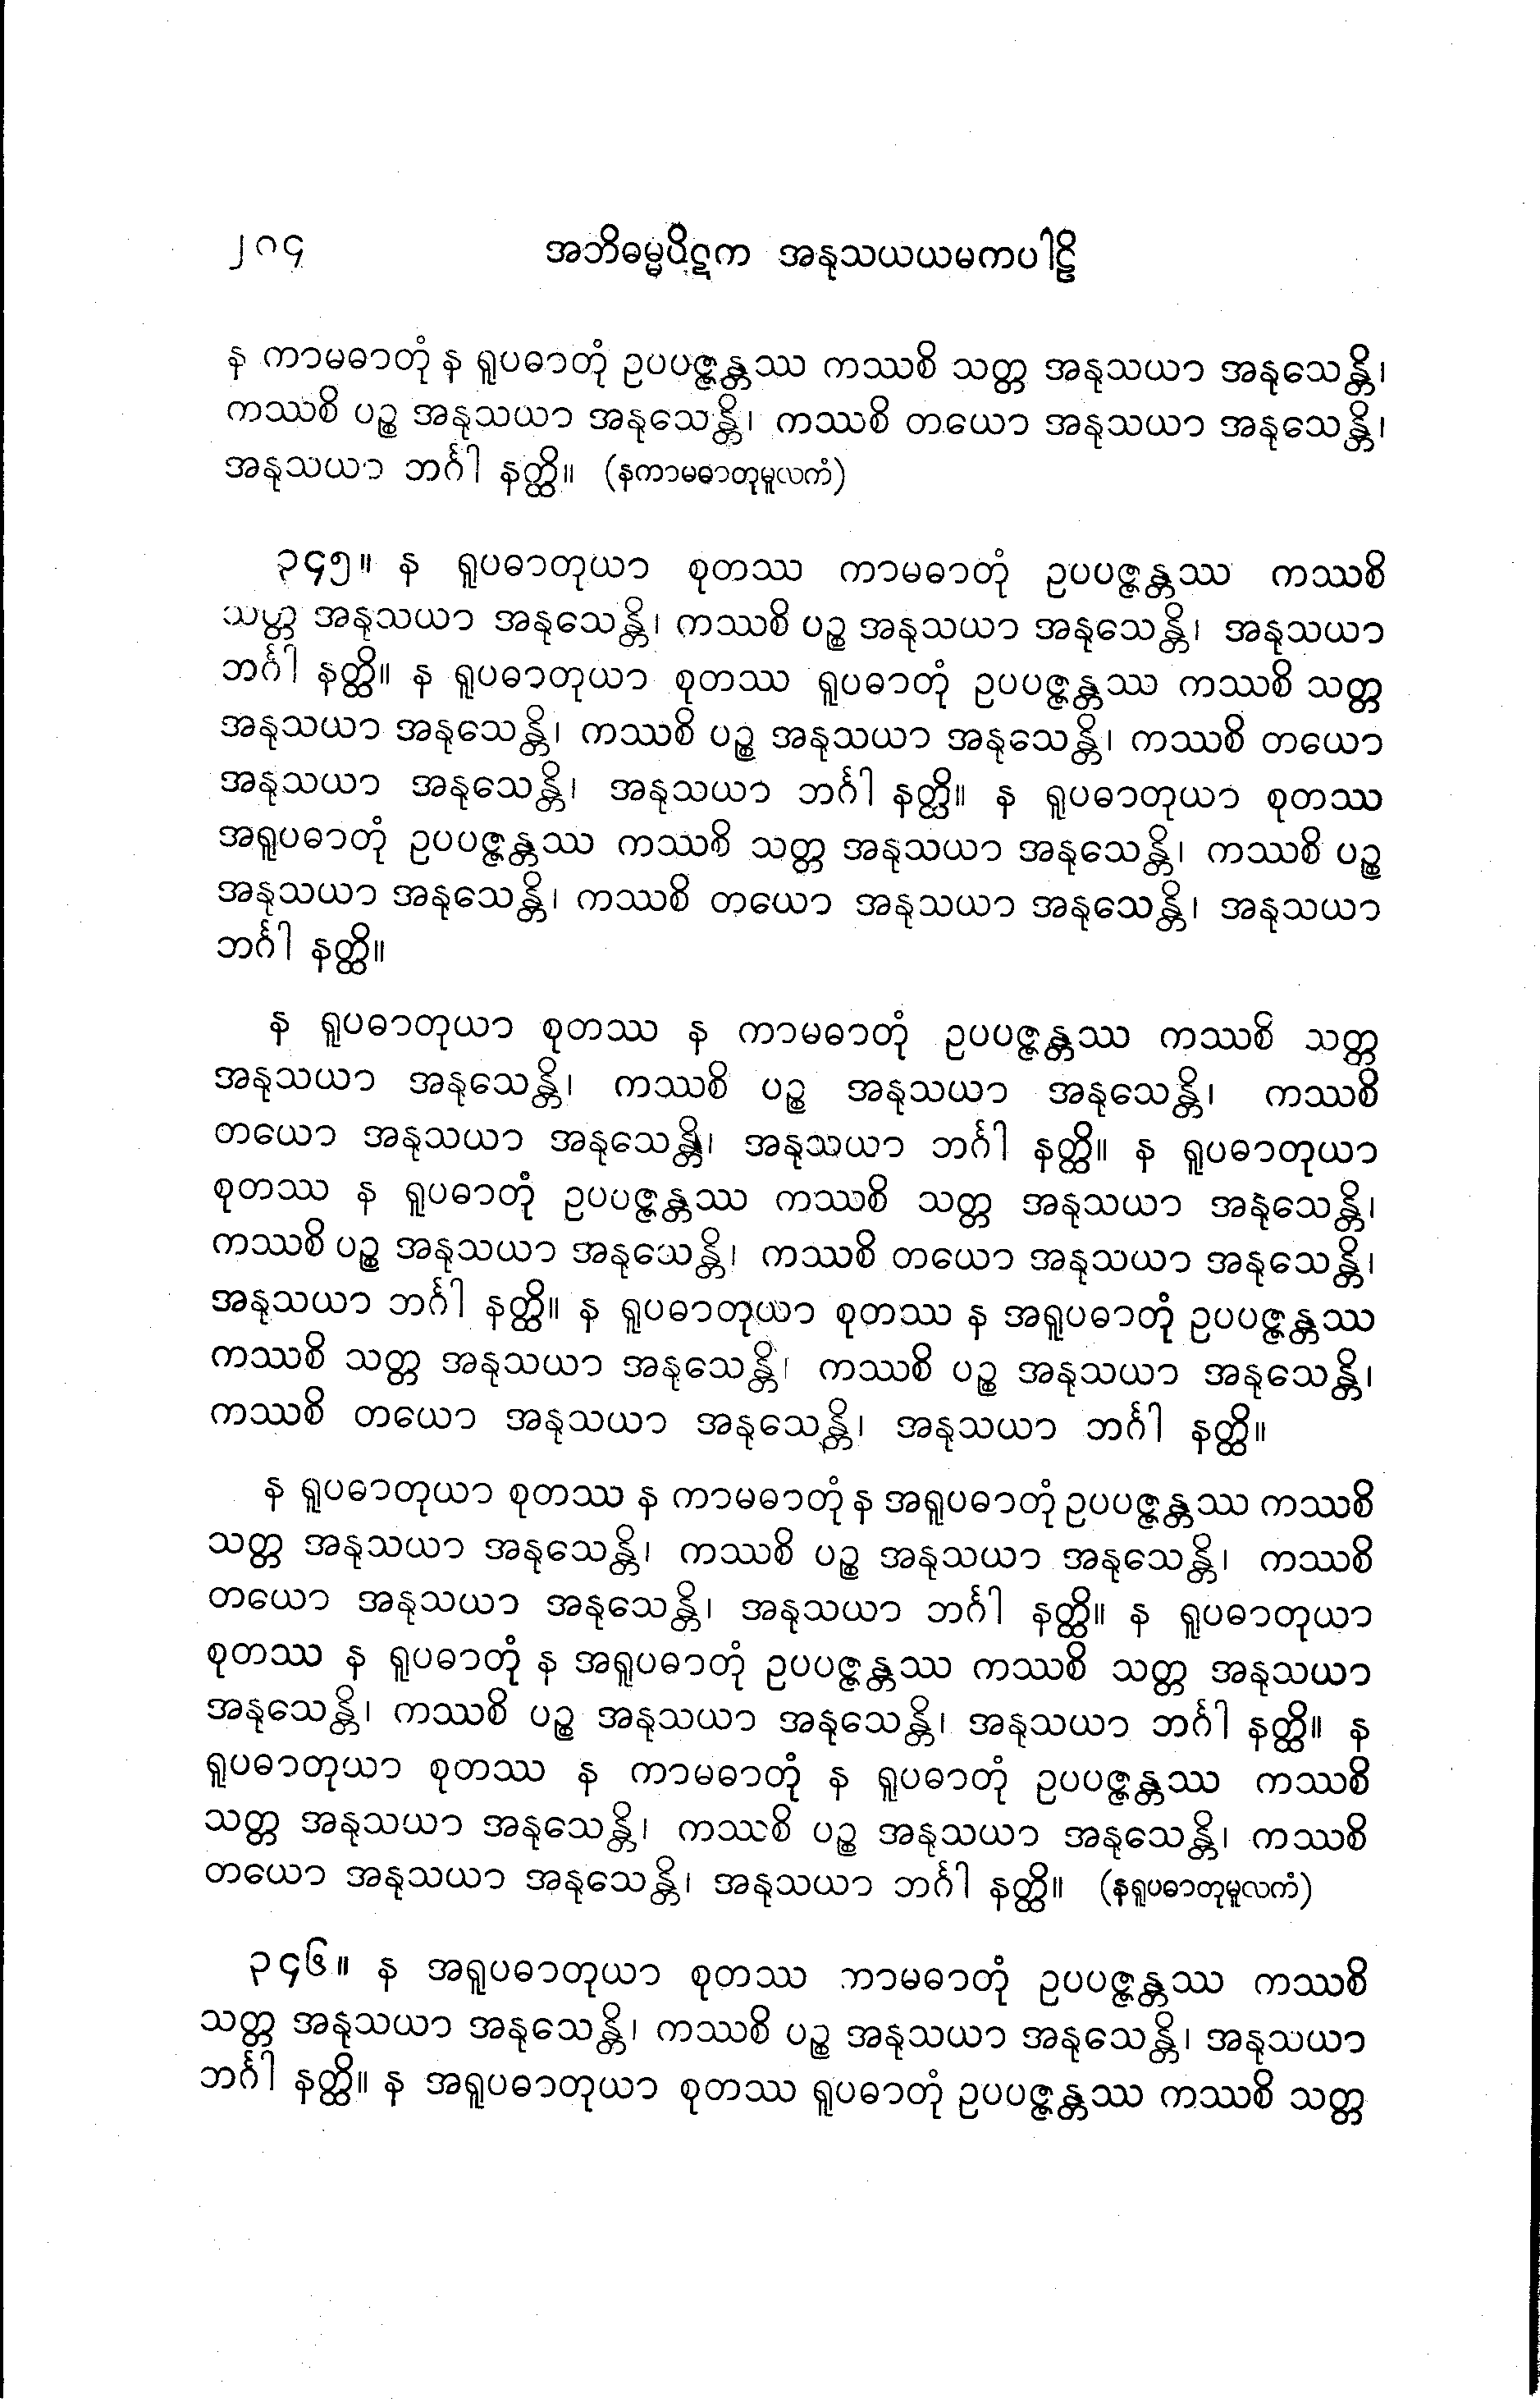 ၂၀၄ အဘိဓမ္မပိဋက အနုသယယမကပါဠိ
န ကာမဓာတုံ န ရူပဓာတုံ ဥပပဇ္ဇန္တဿ ကဿစိ သတ္တ အနုသယာ အနုသေန္တိ၊
ကဿစိ ပဉ္စ အနုသယာ အနုသေန္တိ၊ ကဿစိ တယော အနုသယာ အနုသေန္တိ၊
အနုသယာ ဘင်္ဂါ နတ္ထိ။ (နကာမဓာတုမူလကံ)
၃၄၅။ န ရူပဓာတုယာ စုတဿ ကာမဓာတုံ ဥပပဇ္ဇန္တဿ ကဿစိ
သတ္တ အနုသယာ အနုသေန္တိ၊ ကဿစိ ပဉ္စ အနုသယာ အနုသေန္တိ၊ အနုသယာ
ဘင်္ဂါ နတ္ထိ။ န ရူပဓာတုယာ စုတဿ ရူပဓာတုံ ဥပပဇ္ဇန္တဿ ကဿစိ သတ္တ
အနုသယာ အနုသေန္တိ၊ ကဿစိ ပဉ္စ အနုသယာ အနုသေန္တိ၊ ကဿစိ တယော
အနုသယာ အနုသေန္တိ၊ အနုသယာ ဘင်္ဂါ နတ္ထိ။ န ရူပဓာတုယာ စုတဿ
အရူပဓာတုံ ဥပပဇ္ဇန္တဿ ကဿစိ သတ္တ အနုသယာ အနုသေန္တိ၊ ကဿစိ ပဉ္စ
အနုသယာ အနုသေန္တိ၊ ကဿစိ တယော အနုသယာ အနုသေန္တိ၊ အနုသယာ
ဘင်္ဂါ နတ္ထိ။
န ရူပဓာတုယာ စုတဿ န ကာမဓာတုံ ဥပပဇ္ဇန္တဿ ကဿစိ သတ္တ
အနုသယာ အနုသေန္တိ၊ ကဿစိ ပဉ္စ အနုသယာ အနုသေန္တိ၊ ကဿစိ
တယော အနုသယာ အနုသေန္တိ၊ အနုသယာ ဘင်္ဂါ နတ္ထိ။ န ရူပဓာတုယာ
စုတဿ န ရူပဓာတုံ ဥပပဇ္ဇန္တဿ ကဿစိ သတ္တ အနုသယာ အနုသေန္တိ၊
ကဿစိ ပဉ္စ အနုသယာ အနုသေန္တိ၊ ကဿစိ တယော အနုသယာ အနုသေန္တိ၊
အနုသယာ ဘင်္ဂါ နတ္ထိ။ န ရူပဓာတုယာ စုတဿ န အရူပဓာတုံ ဥပပဇ္ဇန္တဿ
ကဿစိ သတ္တ အနုသယာ အနုသေန္တိ၊ ကဿစိ ပဉ္စ အနုသယာ အနုသေန္တိ၊
ကဿစိ တယော အနုသယာ အနုသေန္တိ၊ အနုသယာ ဘင်္ဂါ နတ္ထိ။
န ရူပဓာတုယာ စုတဿ န ကာမဓာတုံ န အရူပဓာတုံ ဥပပဇ္ဇန္တဿ ကဿစိ
သတ္တ အနုသယာ အနုသေန္တိ၊ ကဿစိ ပဉ္စ အနုသယာ အနုသေန္တိ၊ ကဿစိ
တယော အနုသယာ အနုသေန္တိ၊ အနုသယာ ဘင်္ဂါ နတ္ထိ။ န ရူပဓာတုယာ
စုတဿ န ရူပဓာတုံ န အရူပဓာတုံ ဥပပဇ္ဇန္တဿ ကဿစိ သတ္တ အနုသယာ
အနုသေန္တိ၊ ကဿစိ ပဉ္စ အနုသယာ အနုသေန္တိ၊ အနုသယာ ဘင်္ဂါ နတ္ထိ။ န
ရူပဓာတုယာ စုတဿ န ကာမဓာတုံ န ရူပဓာတုံ ဥပပဇ္ဇန္တဿ ကဿစိ
သတ္တ အနုသယာ အနုသေန္တိ၊ ကဿစိ ပဉ္စ အနုသယာ အနုသေန္တိ၊ ကဿစိ
တယော အနုသယာ အနုသေန္တိ၊ အနုသယာ ဘင်္ဂါ နတ္ထိ။ (နရူပဓာတုမူလကံ)
၃၄၆။ န အရူပဓာတုယာ စုတဿ ကာမဓာတုံ ဥပပဇ္ဇန္တဿ ကဿစိ
သတ္တ အနုသယာ အနုသေန္တိ၊ ကဿစိ ပဉ္စ အနုသယာ အနုသေန္တိ၊ အနုသယာ
ဘင်္ဂါ နတ္ထိ။ န အရူပဓာတုယာ စုတဿ ရူပဓာတုံ ဥပပဇ္ဇန္တဿ ကဿစိ သတ္တ